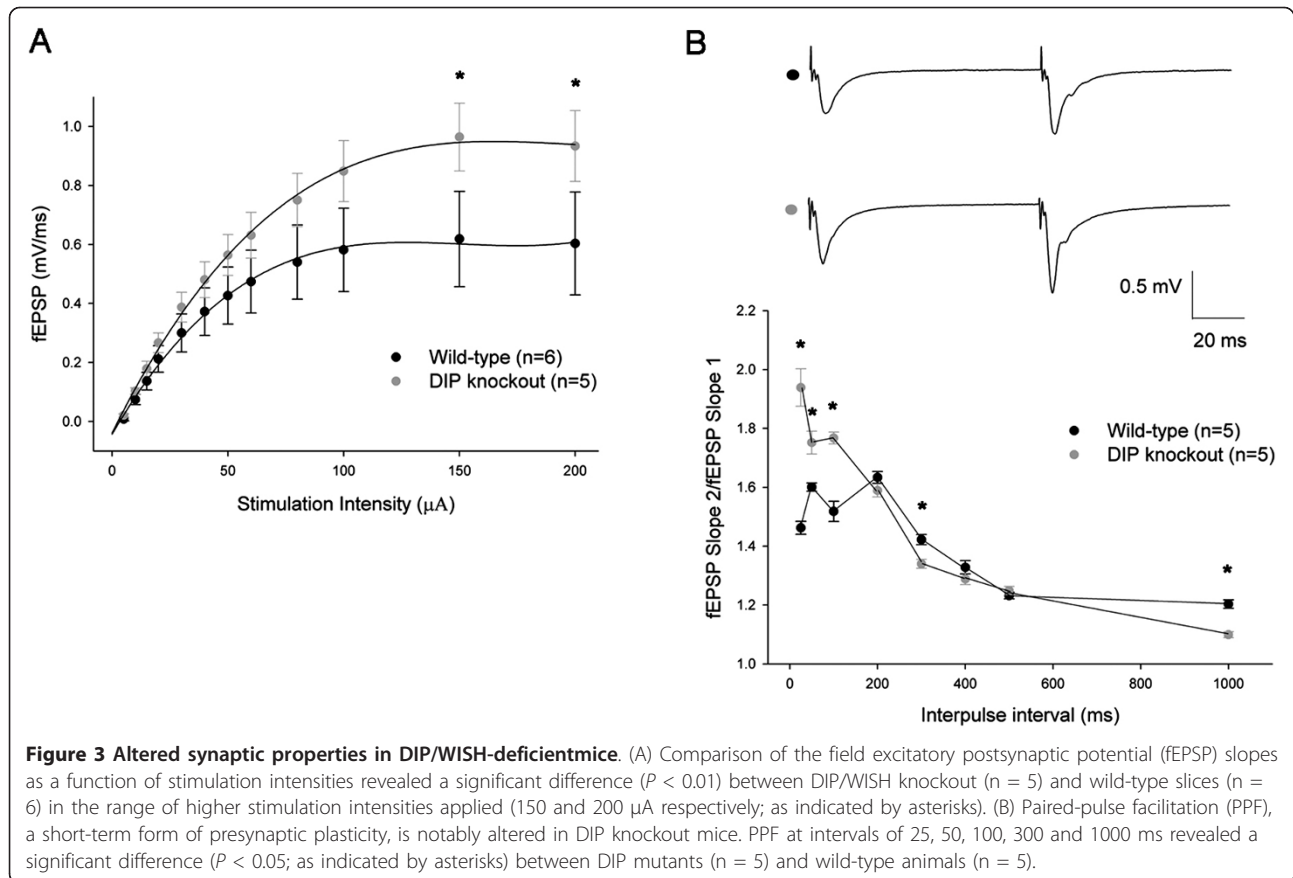 A
*
*
1.0
0.8
0.6
0.4
0.2
0.0
fEPSP (mV/ms)
Wild-type (n=6)
DIP knockout (n=5)
0
50
100
150
200
Stimulation Intensity (µA)
B
0.5 mV
20 ms
2.2
2.0
1.8
1.6
1.4
1.2
1.0
fEPSP Slope 2/fEPSP Slope 1
*
*
*
*
*
Wild-type (n=5)
DIP knockout (n=5)
0
200
400
600
800
1000
Interpulse interval (ms)
Figure 3 Altered synaptic properties in DIP/WISH-deficientmice. (A) Comparison of the field excitatory postsynaptic potential (fEPSP) slopes
as a function of stimulation intensities revealed a significant difference (P < 0.01) between DIP/WISH knockout (n = 5) and wild-type slices (n =
6) in the range of higher stimulation intensities applied (150 and 200 µA respectively; as indicated by asterisks). (B) Paired-pulse facilitation (PPF),
a short-term form of presynaptic plasticity, is notably altered in DIP knockout mice. PPF at intervals of 25, 50, 100, 300 and 1000 ms revealed a
significant difference (P < 0.05; as indicated by asterisks) between DIP mutants (n = 5) and wild-type animals (n = 5).